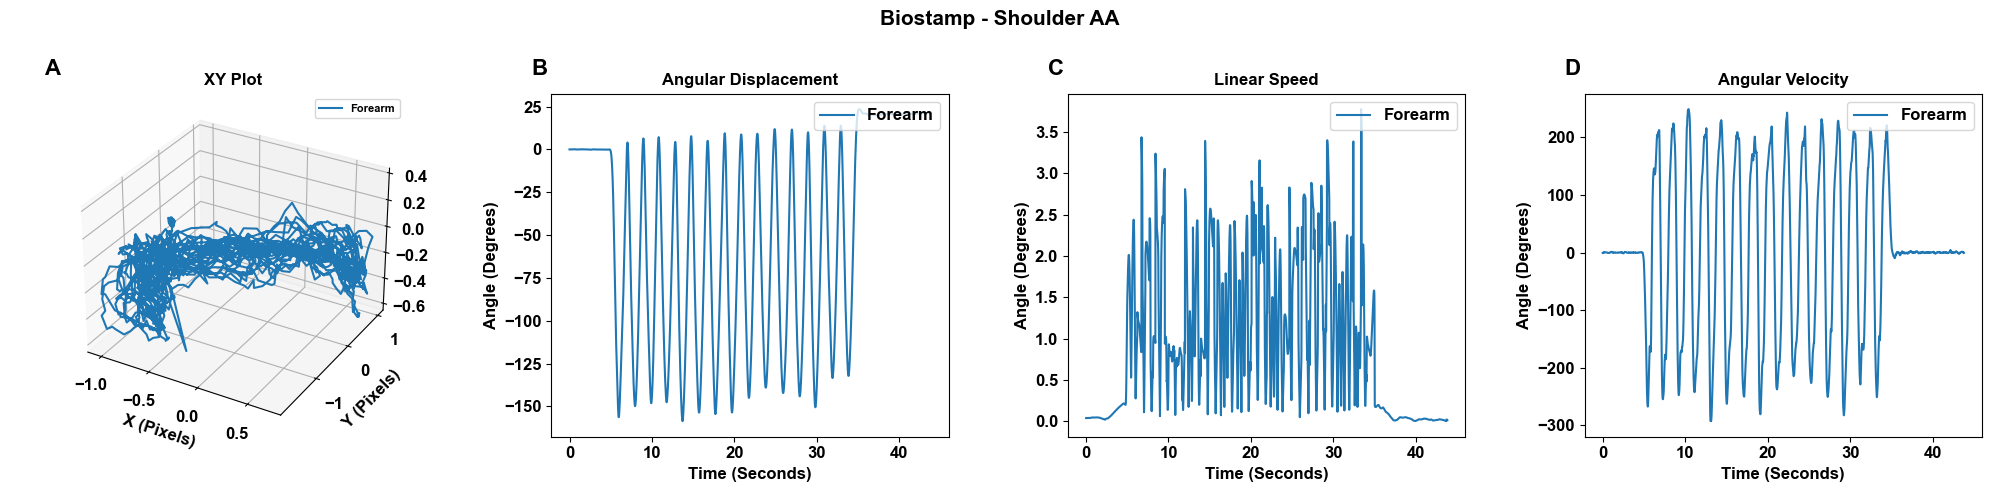 Biostamp - Shoulder AA
A
XY Plot
Forearm
0.4
0.2
0.0
−0.2
−0.4
−0.6
−1.0
−0.5
0.0
0.5
X (Pixels)
−1
0
1
Y (Pixels)
B
Angular Displacement
Forearm
25
0
−25
−50
−75
−100
−125
−150
Angle (Degrees)
0 10 20 30 40
Time (Seconds)
C
Linear Speed
Forearm
3.5
3.0
2.5
2.0
1.5
1.0
0.5
0.0
Angle (Degrees)
0 10 20 30 40
Time (Seconds)
D
Angular Velocity
Forearm
200
100
0
−100
−200
−300
Angle (Degrees)
0 10 20 30 40
Time (Seconds)